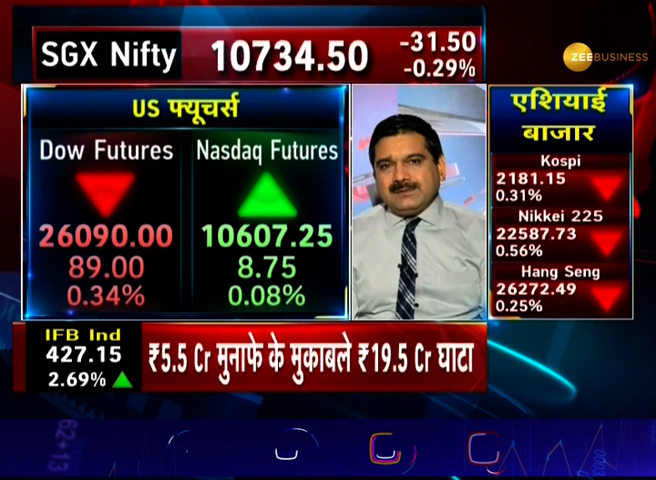 SGX Nifty
10734.50
-31.50
-0.29%
ZEEBUSINESS
US फ्यूचर्स
Dow Futures
26090.00
89.00
0.34%
Nasdaq Futures
10607.25
8.75
0.08%
एशियाई
बाजार
Kospi
2181.15
0.31%
Nikkei 225
22587.73
0.56%
Hang Seng
26272.49
0.25%
IFB Ind
427.15
2.69%
₹5.5 Cr मुनाफे के मुकाबले ₹19.5 Cr घाटा
62+13